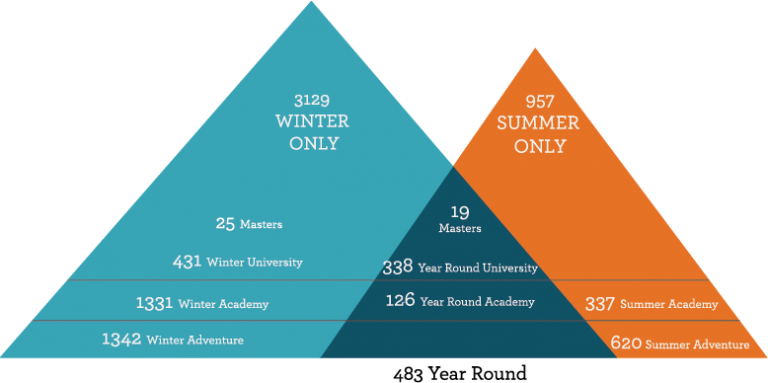 3129
WINTER
ONLY
957
SUMMER
ONLY
25 Masters
19
Masters
431 Winter University
338 Year Round University
1331 Winter Academy
126 Year Round Academy
337 Summer Academy
1342 Winter Adventure
620 Summer Adventure
483 Year Round